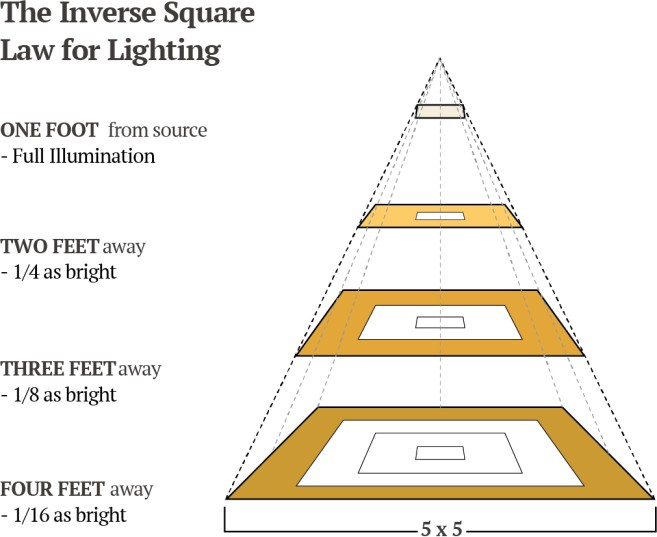 The Inverse Square
Law for Lighting
ONE FOOT from source
- Full Illumination
TWO FEET away
- 1/4 as bright
THREE FEET away
- 1/8 as bright
FOUR FEET away
- 1/16 as bright
5 x 5